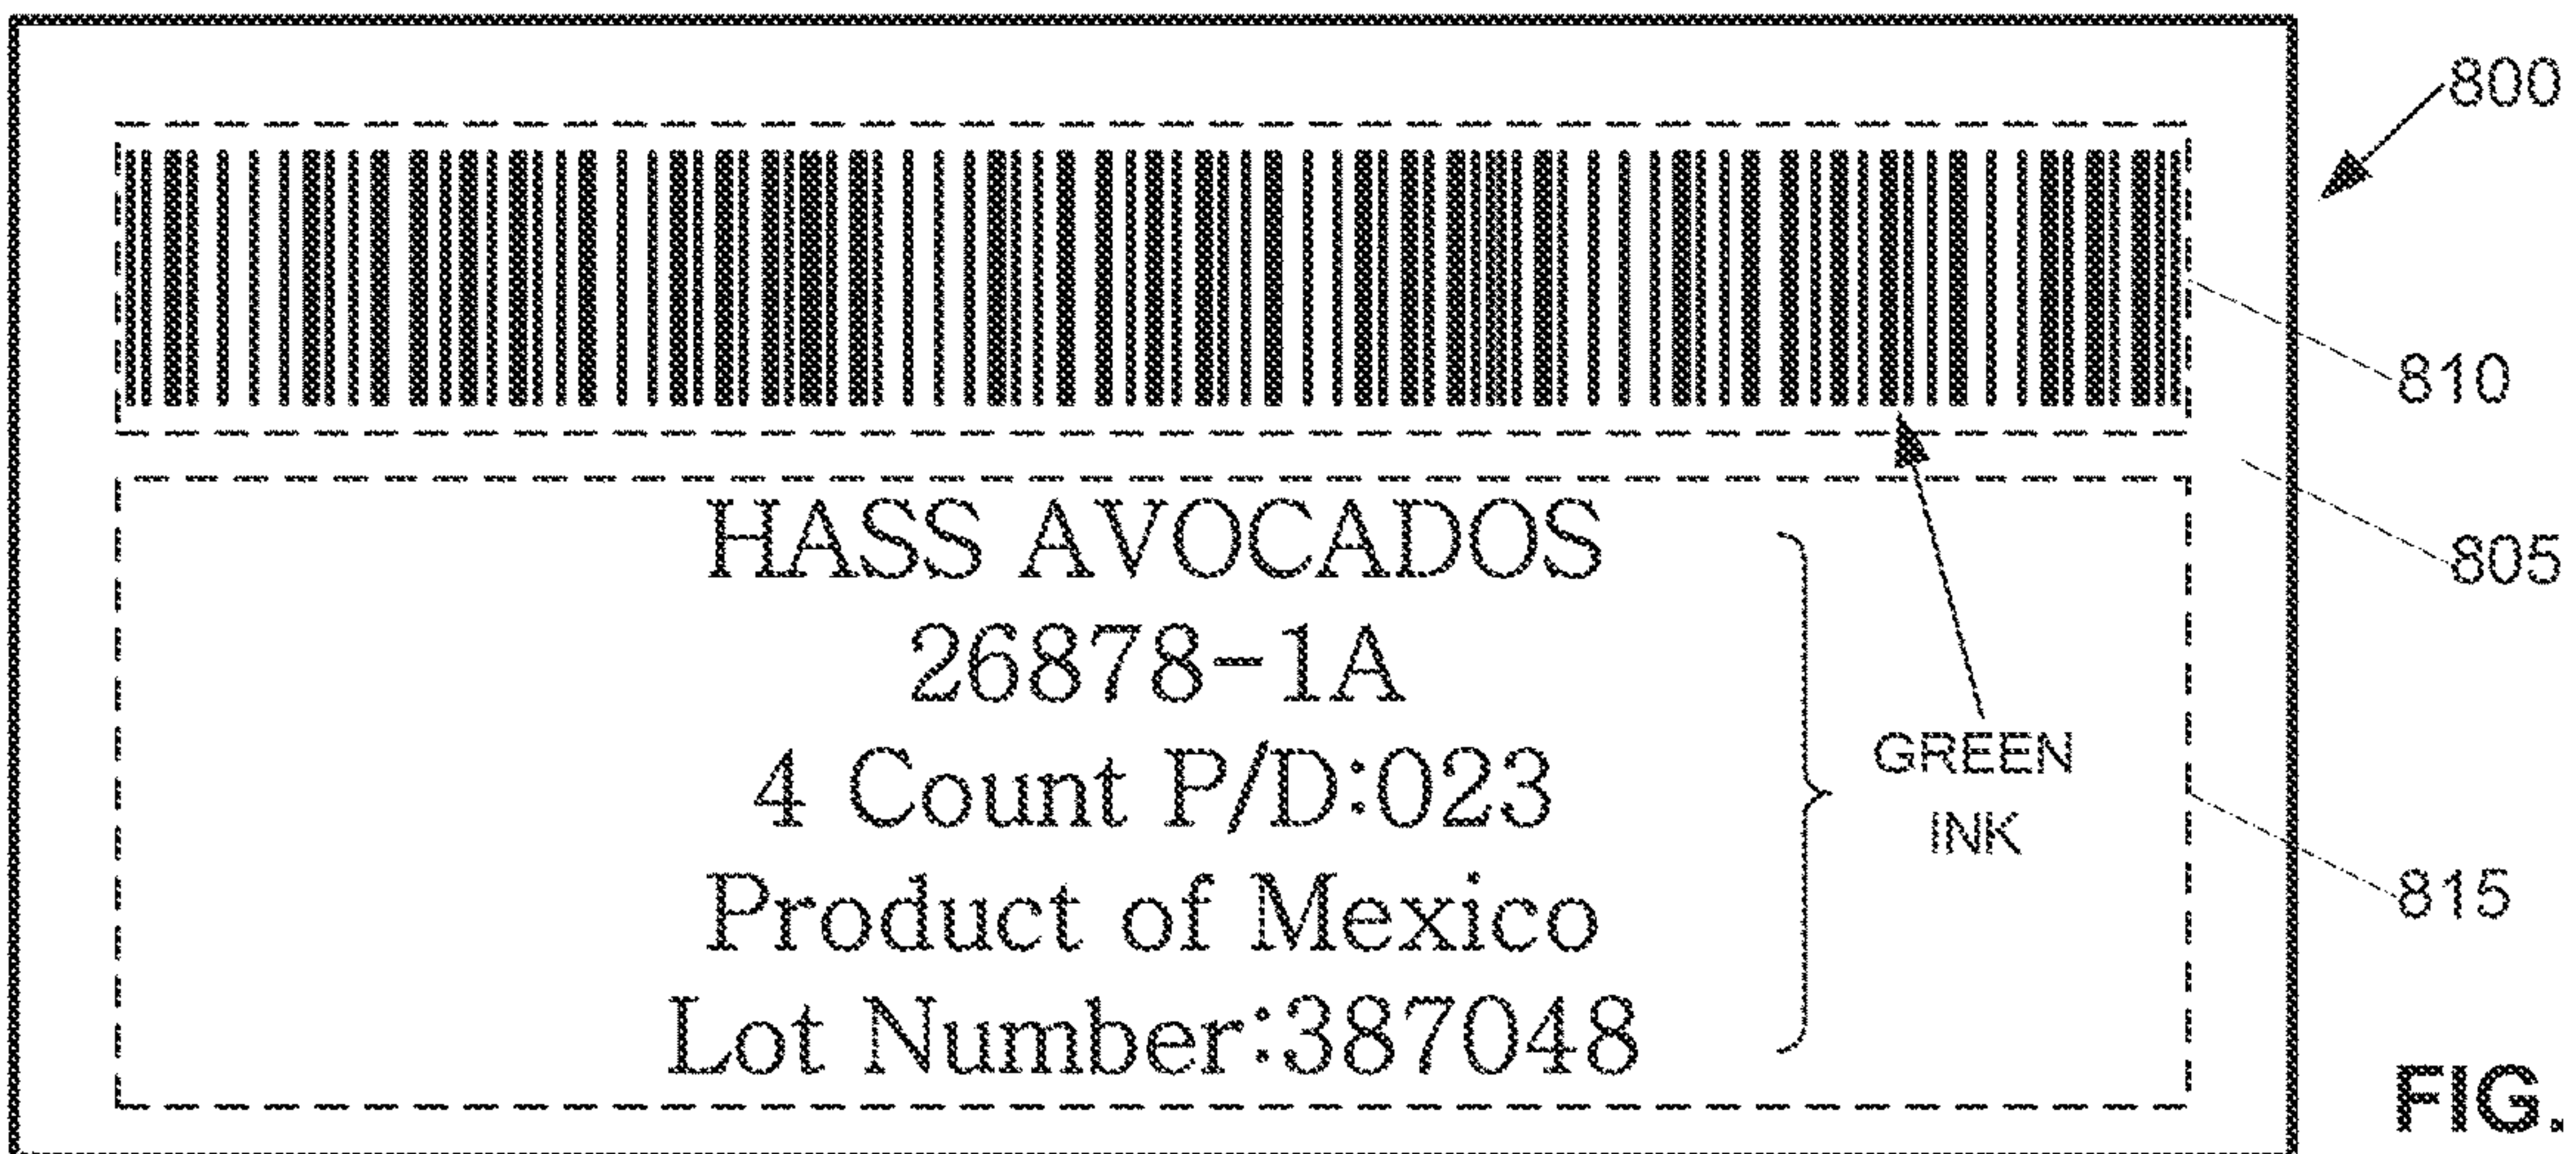 800
810
805
HASS AVOCADOS
26878-1A
4 Count P/D:023
Product of Mexico
Lot Number:387048
GREEN
INK
815
FIG.